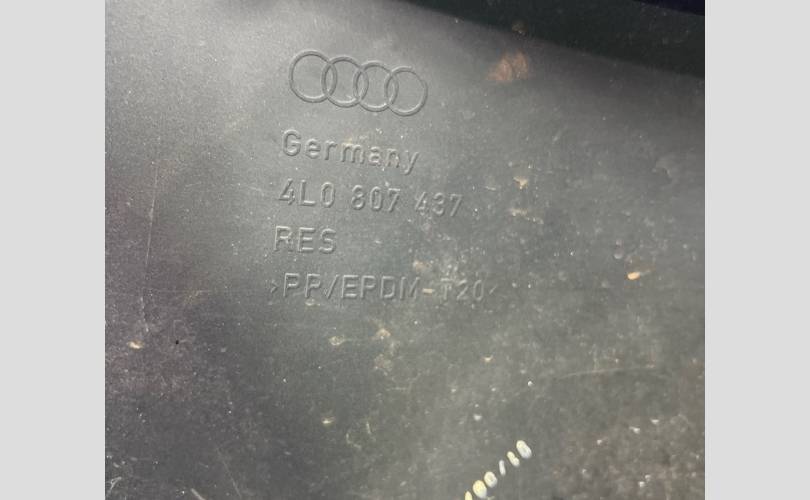 Germany
4L0 807 437
RES
>PP/EPDM-T20<